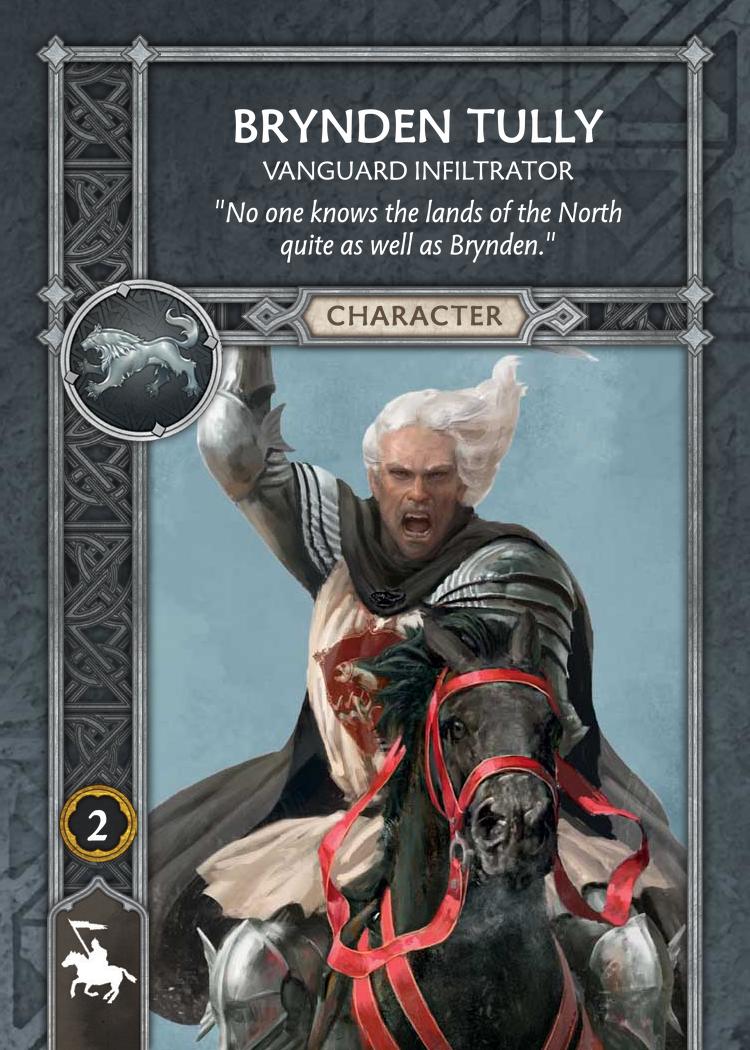 BRYNDEN TULLY
VANGUARD INFILTRATOR
"No one knows the lands of the North
quite as well as Brynden."
CHARACTER
2